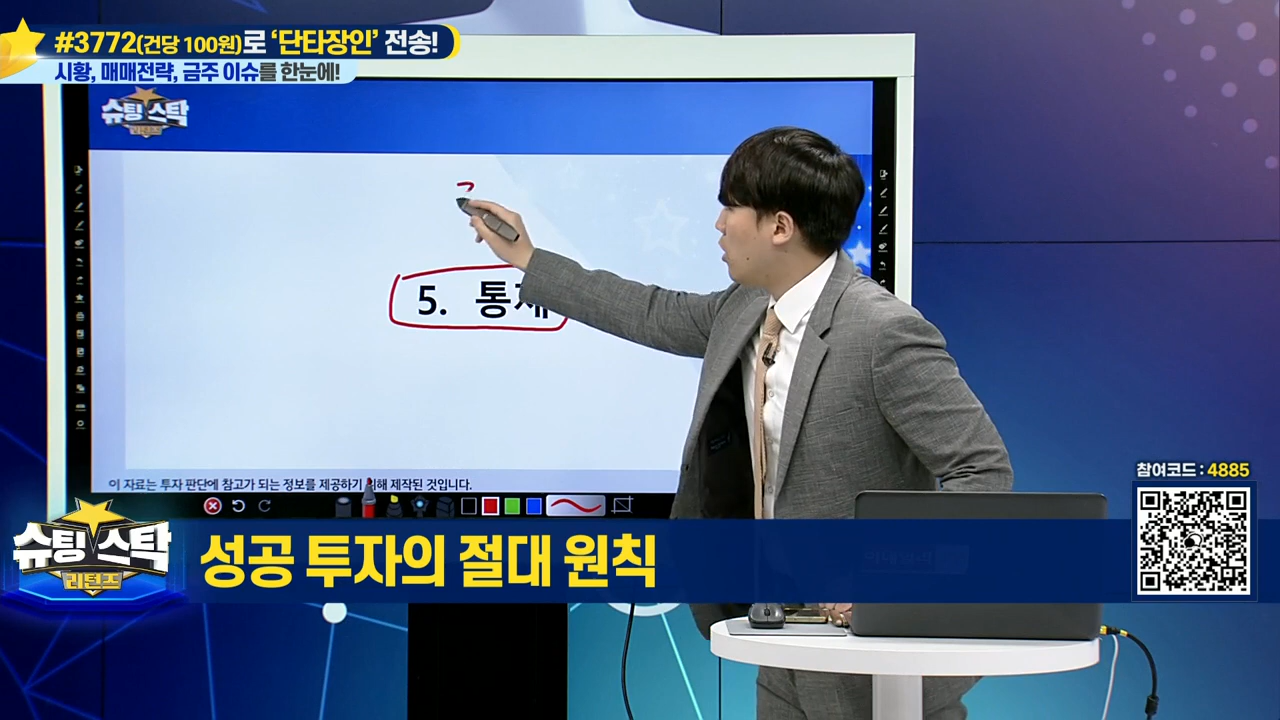 #3772(건당 100원)로 ‘단타장인’ 전송!
시황, 매매전략, 금주 이슈를 한눈에!
슈팅 스탁
리턴즈
5. 통제
이 자료는 투자 판단에 참고가 되는 정보를 제공하기 위해 제작된 것입니다.
참여코드 : 4885
슈팅 스탁
리턴즈
성공 투자의 절대 원칙